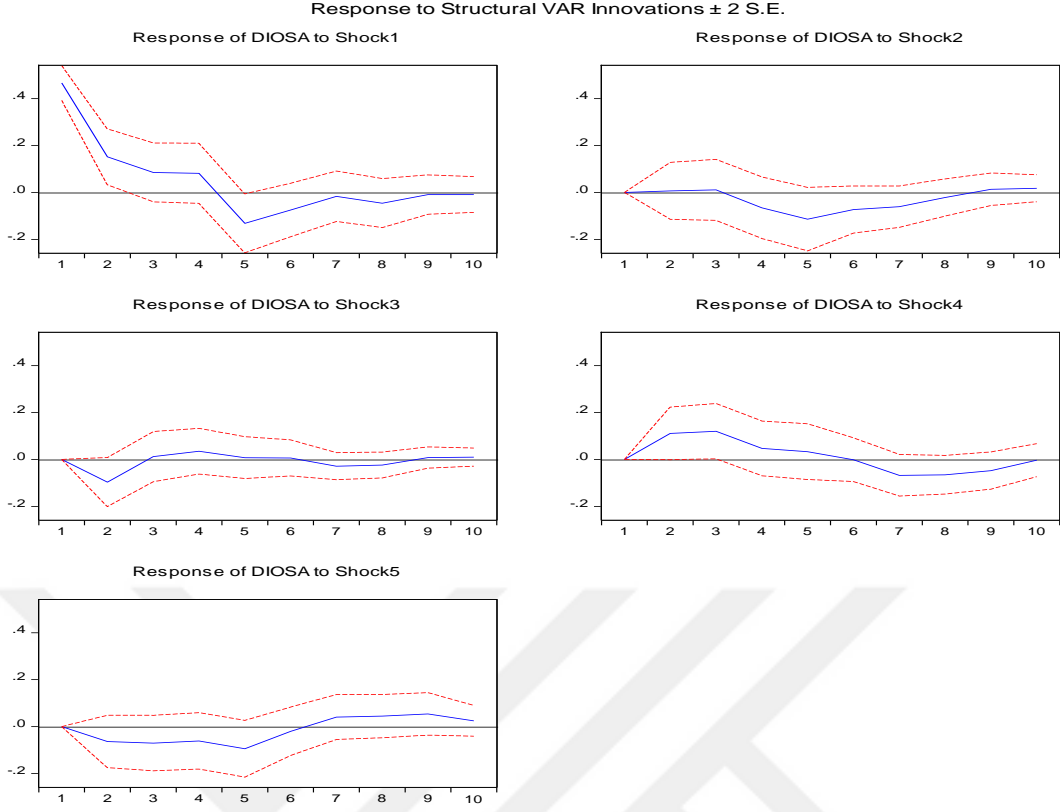 Response to Structural VAR Innovations ± 2 S.E.
Response of DIOSA to Shock1
.4
.2
.0
-.2
1 2 3 4 5 6 7 8 9 10
Response of DIOSA to Shock2
.4
.2
.0
-.2
1 2 3 4 5 6 7 8 9 10
Response of DIOSA to Shock3
.4
.2
.0
-.2
1 2 3 4 5 6 7 8 9 10
Response of DIOSA to Shock4
.4
.2
.0
-.2
1 2 3 4 5 6 7 8 9 10
Response of DIOSA to Shock5
.4
.2
.0
-.2
1 2 3 4 5 6 7 8 9 10